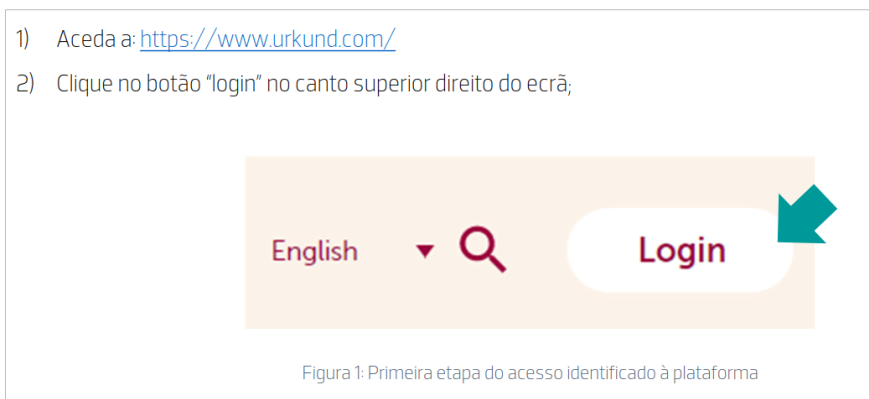 1) Aceda a: https://www.urkund.com/
2) Clique no botão “login” no canto superior direito do ecrã;
English Login
Figura 1: Primeira etapa do acesso identificado à plataforma